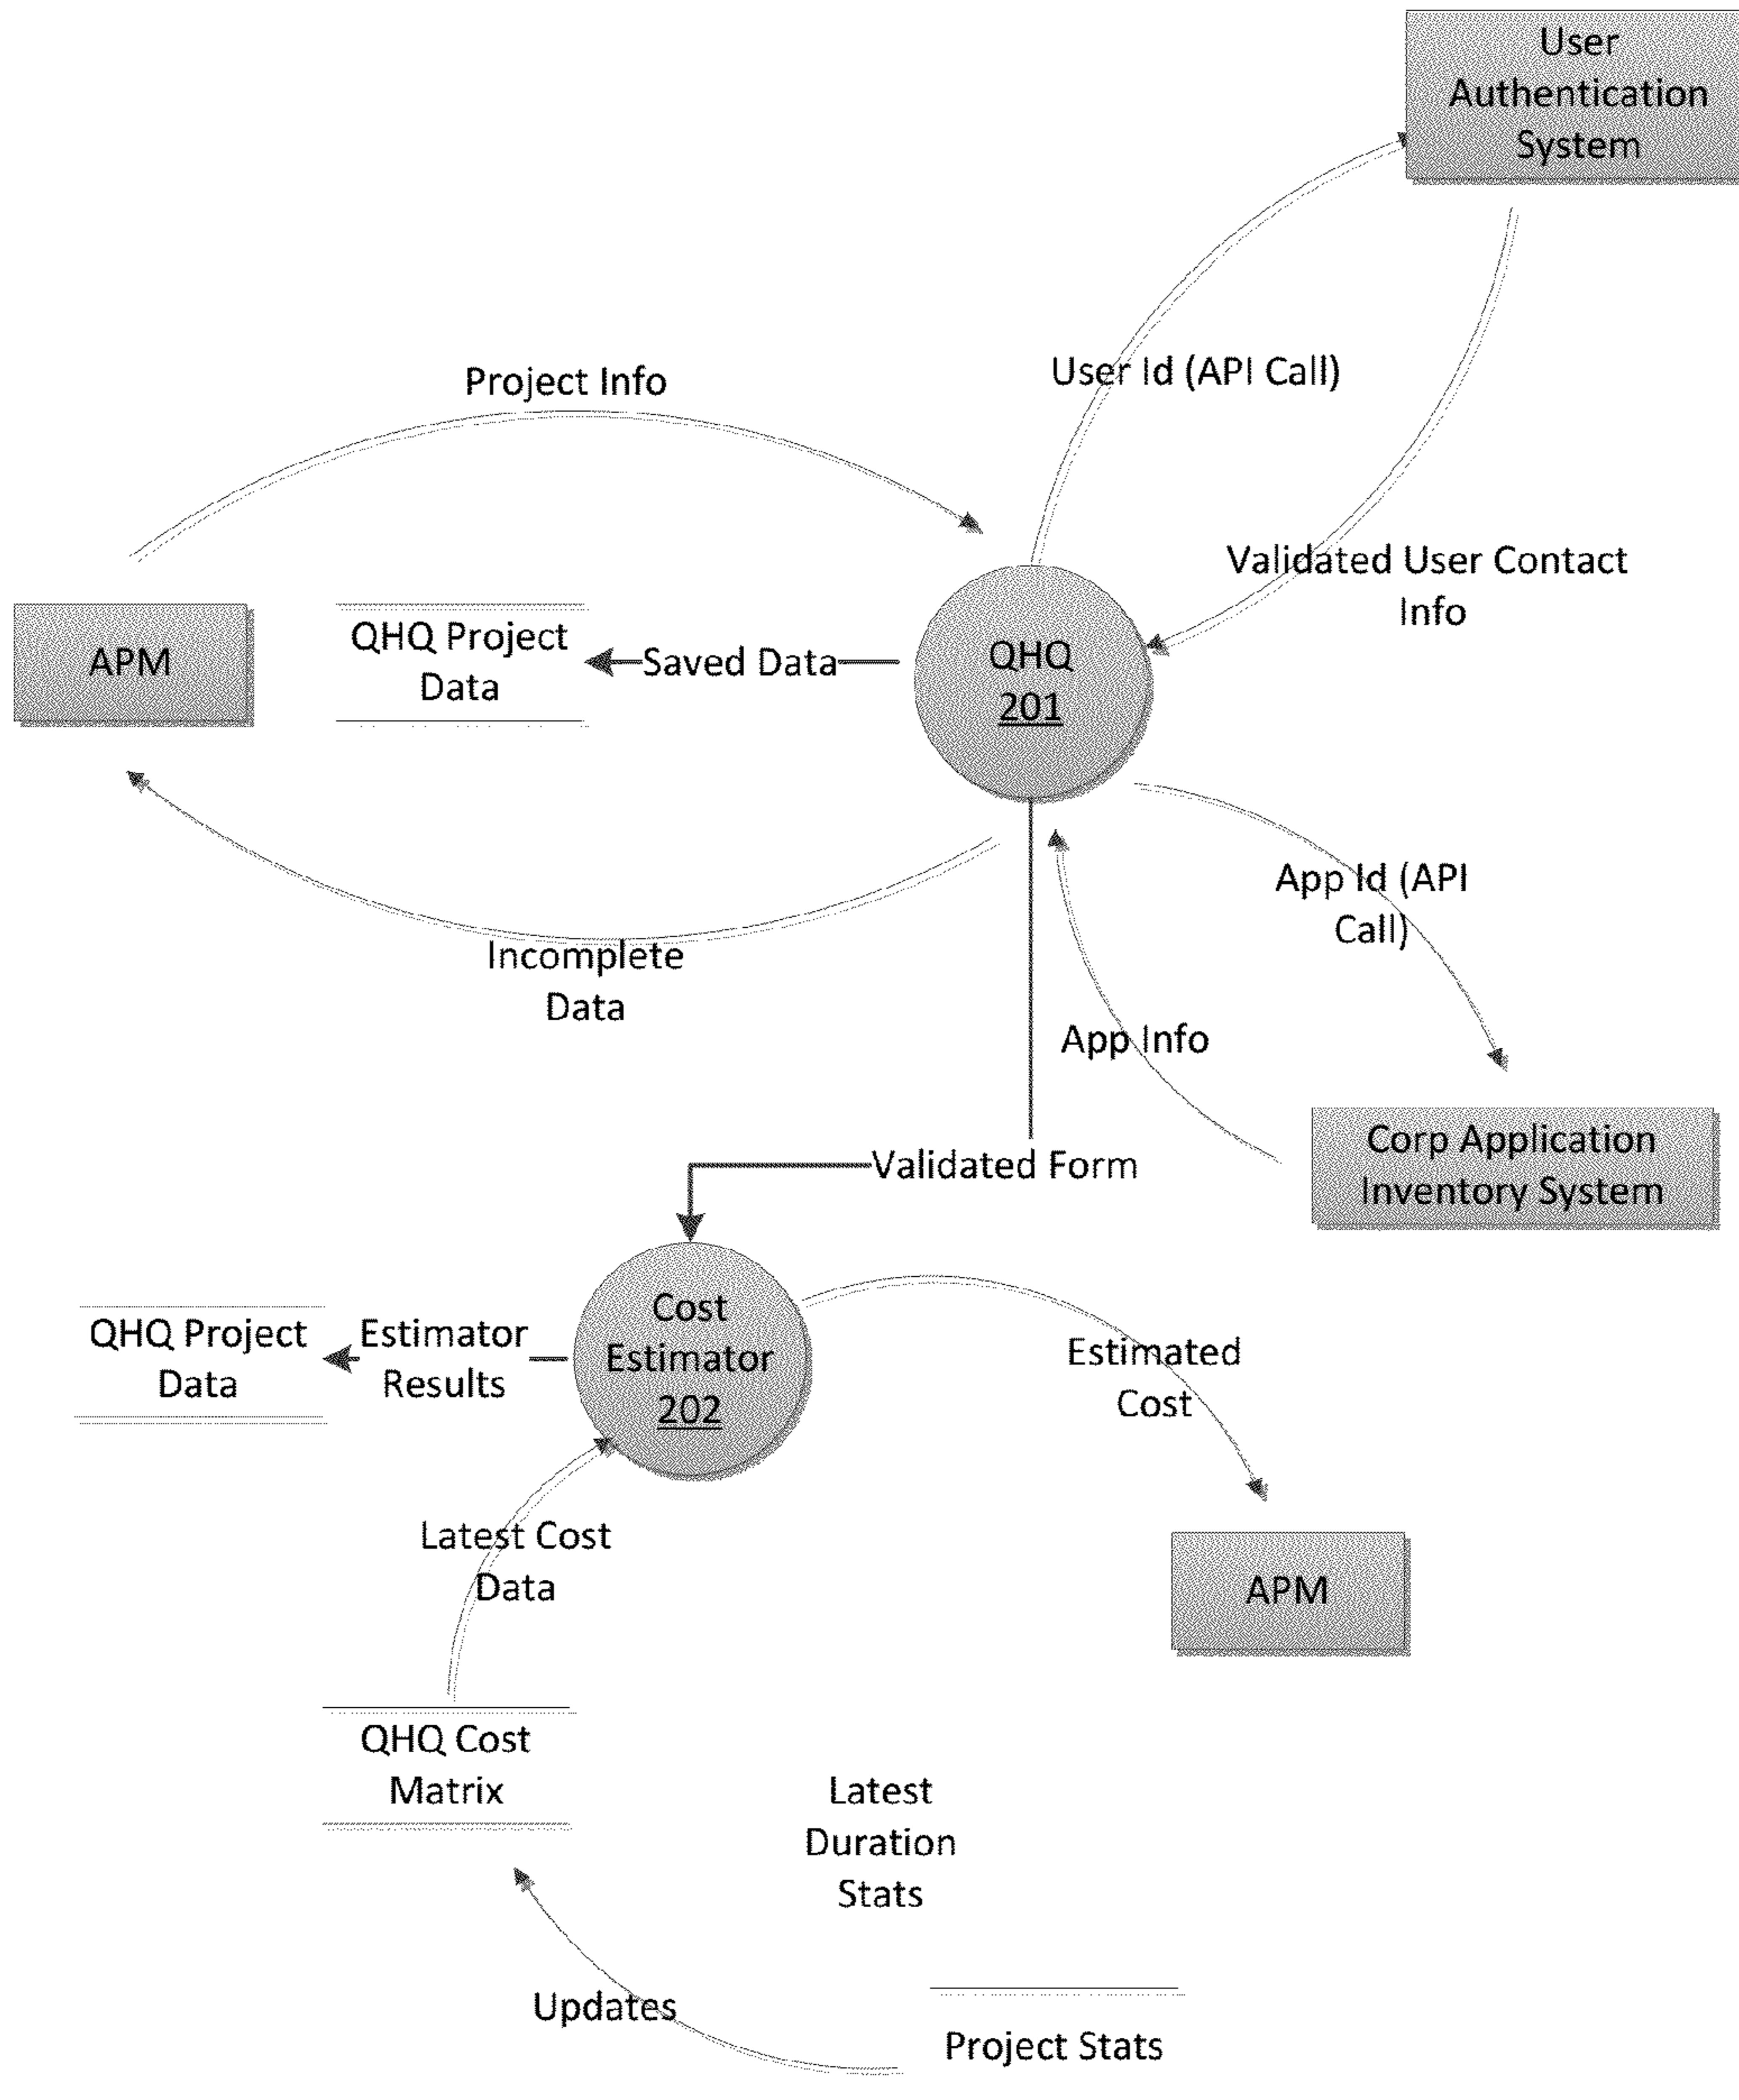 User
Authentication
System
Project Info
User Id (API Call)
Validated User Contact
Info
APM
QHQ Project
Data
Saved Data
QHQ
201
App Id (API
Call)
Incomplete
Data
App Info
Validated Form
Corp Application
Inventory System
QHQ Project
Data
Estimator
Results
Cost
Estimator
202
Estimated
Cost
Latest Cost
Data
APM
QHQ Cost
Matrix
Latest
Duration
Stats
Updates
Project Stats